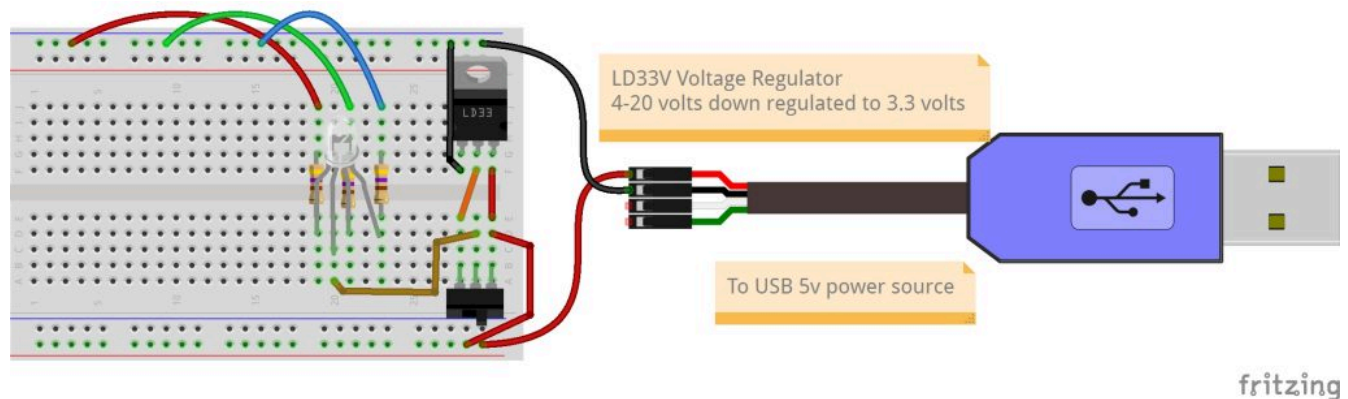 LD33V Voltage Regulator
4-20 volts down regulated to 3,3 volts
LD33
To USB 5v power source
fritzing